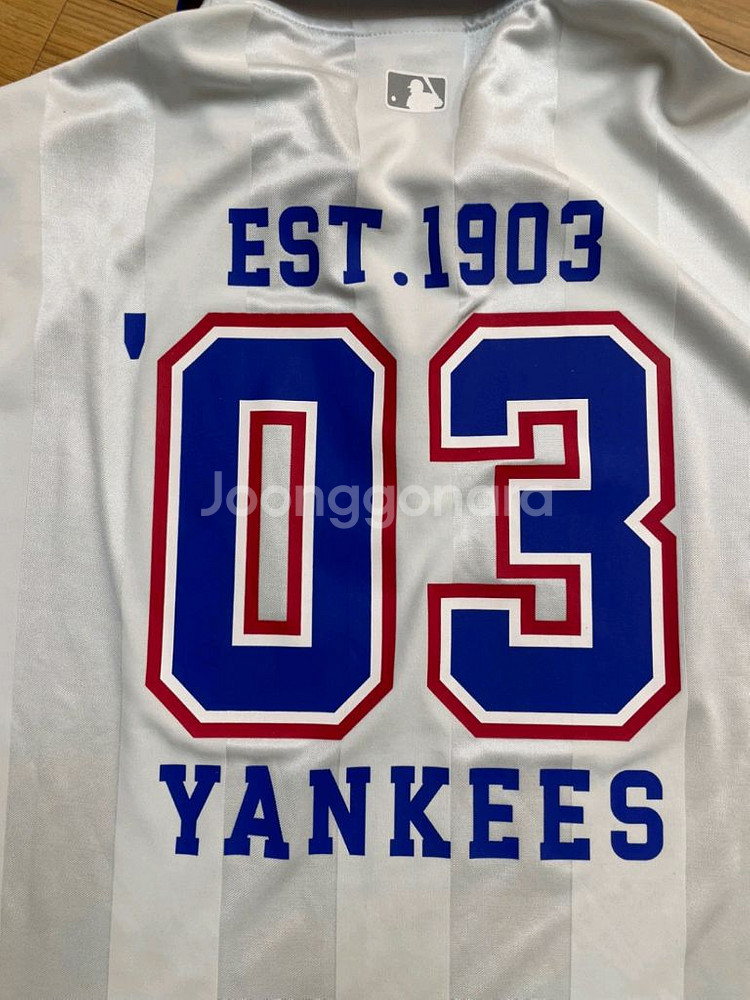 EST.1903
'03
Joonggonara
YANKEES